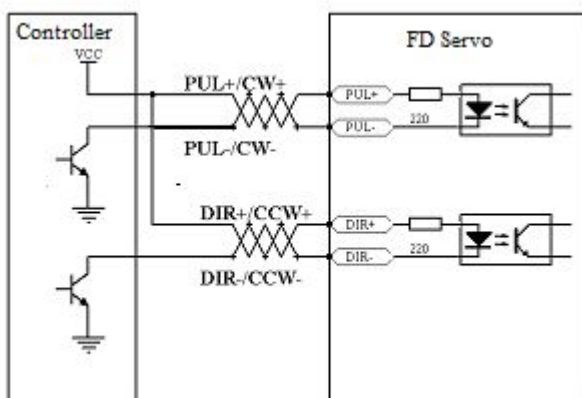 Controller
FD Servo
VCC
PUL+/CW+
PUL+
PUL-
220
PUL-/CW-
DIR+/CCW+
DIR+
DIR-
220
DIR-/CCW-